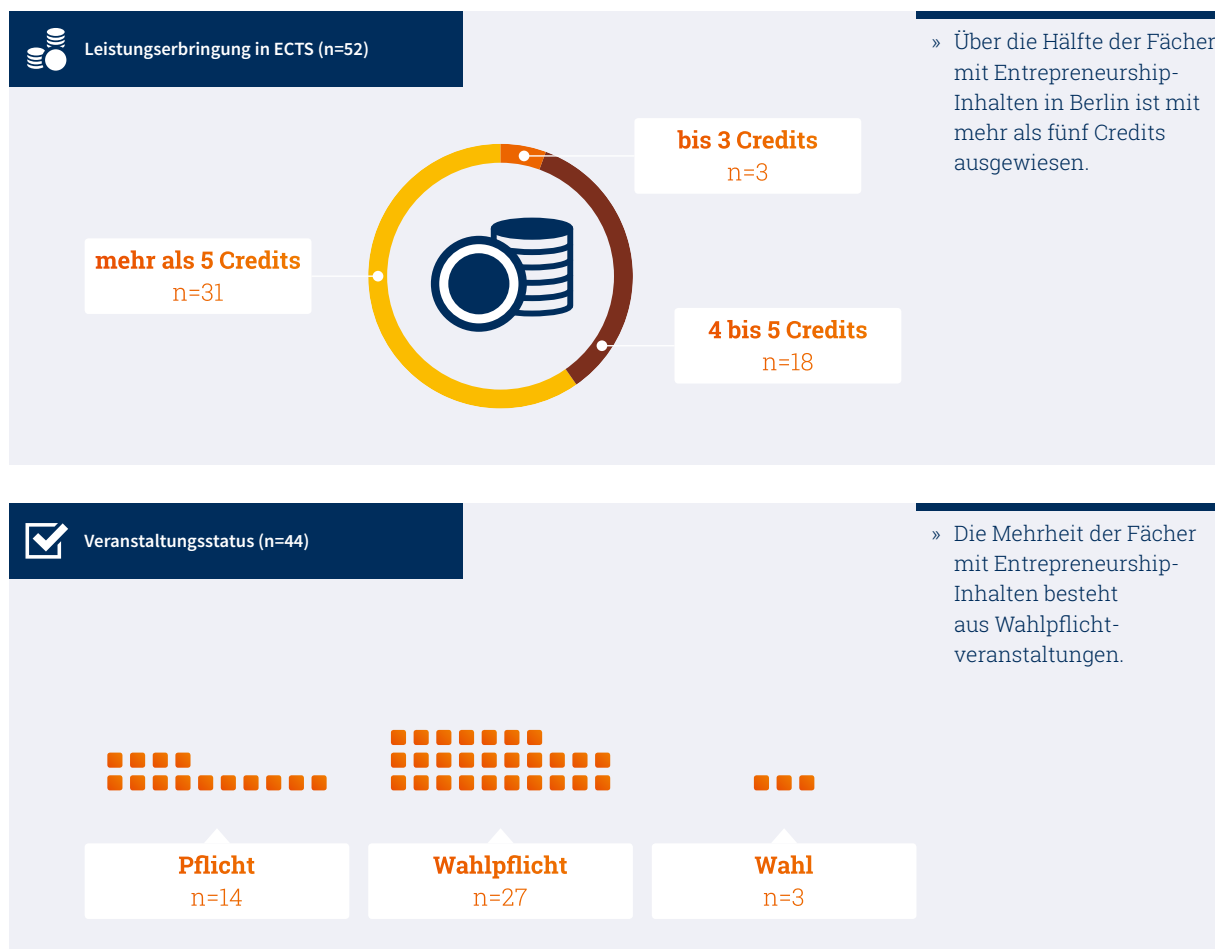 Leistungserbringung in ECTS (n=52)
bis 3 Credits
n=3
mehr als 5 Credits
n=31
4 bis 5 Credits
n=18
» Über die Hälfte der Fächer
mit Entrepreneurship-
Inhalten in Berlin ist mit
mehr als fünf Credits
ausgewiesen.
Veranstaltungsstatus (n=44)
Pflicht
n=14
Wahlpflicht
n=27
Wahl
n=3
» Die Mehrheit der Fächer
mit Entrepreneurship-
Inhalten besteht
aus Wahlpflicht-
veranstaltungen.